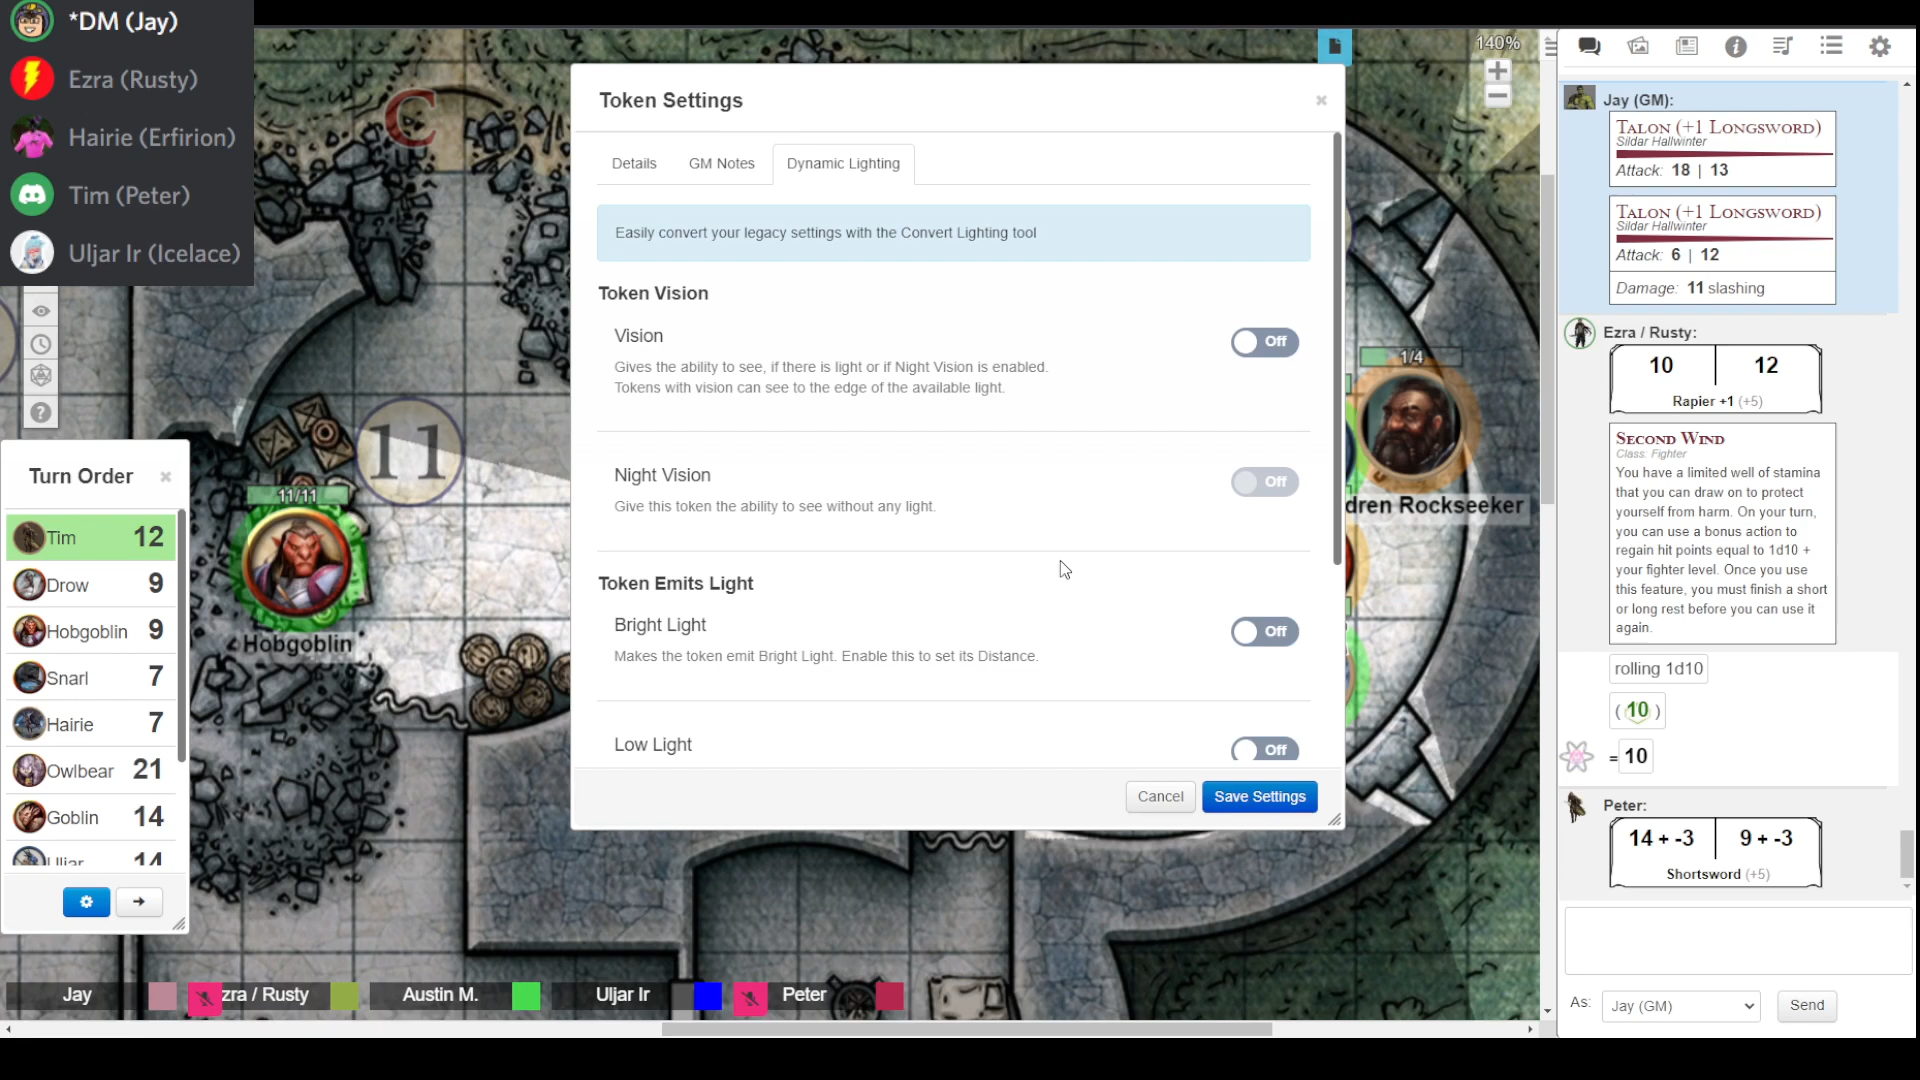 *DM (Jay)
Ezra (Rusty)
Hairie (Erfirion)
Tim (Peter)
Uljar Ir (Icelace)
C
11
11/11
Hobgoblin
Turn Order
Tim 12
Drow 9
Hobgoblin 9
Snarl 7
Hairie 7
Owlbear 21
Goblin 14
Uljar 14
Token Settings
Details GM Notes Dynamic Lighting
Easily convert your legacy settings with the Convert Lighting tool
Token Vision
Vision
Off
Gives the ability to see, if there is light or if Night Vision is enabled.
Tokens with vision can see to the edge of the available light.
Night Vision
Off
Give this token the ability to see without any light.
Token Emits Light
Bright Light
Off
Makes the token emit Bright Light. Enable this to set its Distance.
Low Light
Off
Cancel Save Settings
140%
1/4
dren Rockseeker
Jay
zra / Rusty
Austin M.
Uljar Ir
Peter
Jay (GM):
Talon (+1 Longsword)
Sildar Hallwinter
Attack: 18 | 13
Talon (+1 Longsword)
Sildar Hallwinter
Attack: 6 | 12
Damage: 11 slashing
Ezra / Rusty:
10 12
Rapier +1 (+5)
Second Wind
Class: Fighter
You have a limited well of stamina
that you can draw on to protect
yourself from harm. On your turn,
you can use a bonus action to
regain hit points equal to 1d10 +
your fighter level. Once you use
this feature, you must finish a short
or long rest before you can use it
again.
rolling 1d10
(10)
=10
Peter:
14 + -3 9 + -3
Shortsword (+5)
As: Jay (GM) Send